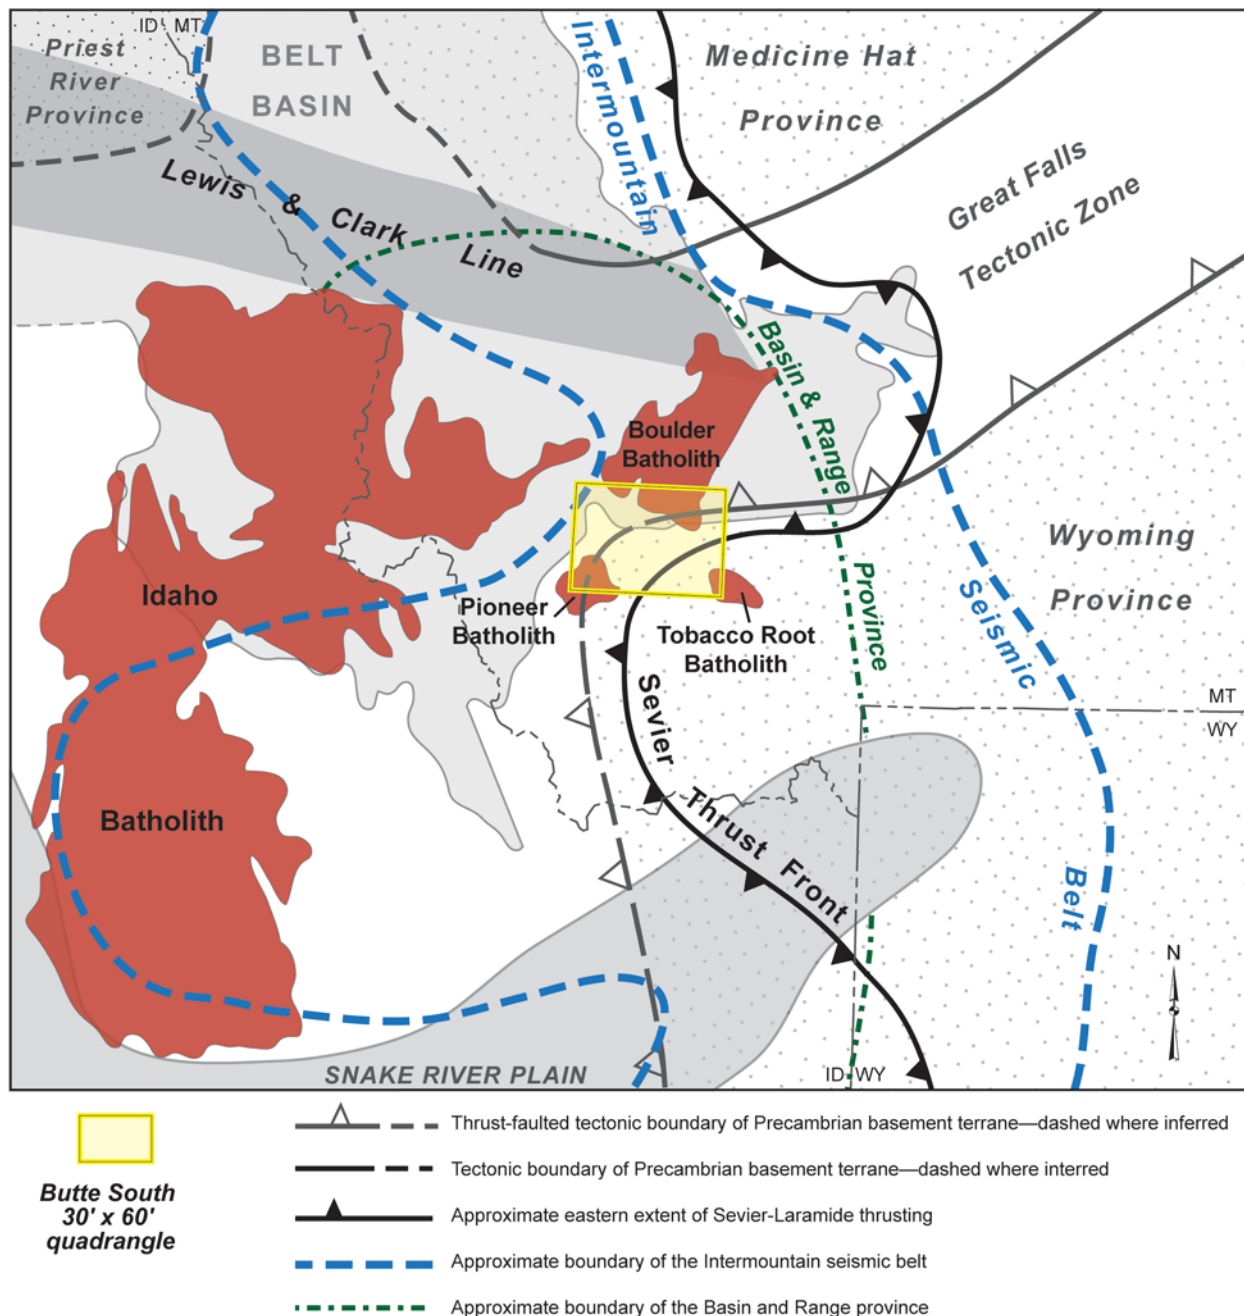 ID MT
Priest
River
Province
BELT
BASIN
Intermountain
Medicine Hat
Province
Lewis & Clark
Line
Great Falls
Tectonic Zone
Basin & Range
Province
Boulder
Batholith
Wyoming
Province
Seismic
Belt
Idaho
Batholith
Pioneer
Batholith
Tobacco Root
Batholith
Sevier
Thrust Front
MT
WY
N
SNAKE RIVER PLAIN
ID WY
Butte South
30' x 60'
quadrangle
Thrust-faulted tectonic boundary of Precambrian basement terrane—dashed where inferred
Tectonic boundary of Precambrian basement terrane—dashed where interred
Approximate eastern extent of Sevier-Laramide thrusting
Approximate boundary of the Intermountain seismic belt
Approximate boundary of the Basin and Range province